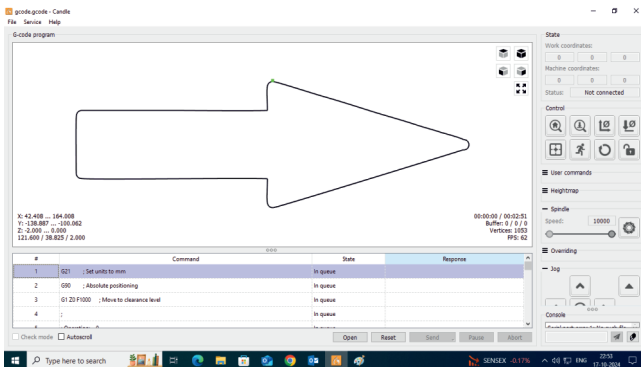 gcode.gcode - Candle
File Service Help
G-code program
X: 42.408 ... 164.008
Y: -138.887 ... -100.062
Z: -2.000 ... 0.000
121.600 / 38.825 / 2.000
00:00:00 / 00:02:51
Buffer: 0 / 0 / 0
Vertices: 1053
FPS: 62
# Command State Response
1 G21 ; Set units to mm In queue
2 G90 ; Absolute positioning In queue
3 G1 Z0 F1000 ; Move to clearance level In queue
4 ; In queue
Check mode Autoscroll Open Reset Send Pause Abort
State
Work coordinates:
0 0 0
Machine coordinates:
0 0 0
Status: Not connected
Control
User commands
Heightmap
Spindle
Speed: 10000
Overriding
Jog
Console
Type here to search
SENSEX -0.17%
ENG
22:53
17-10-2024